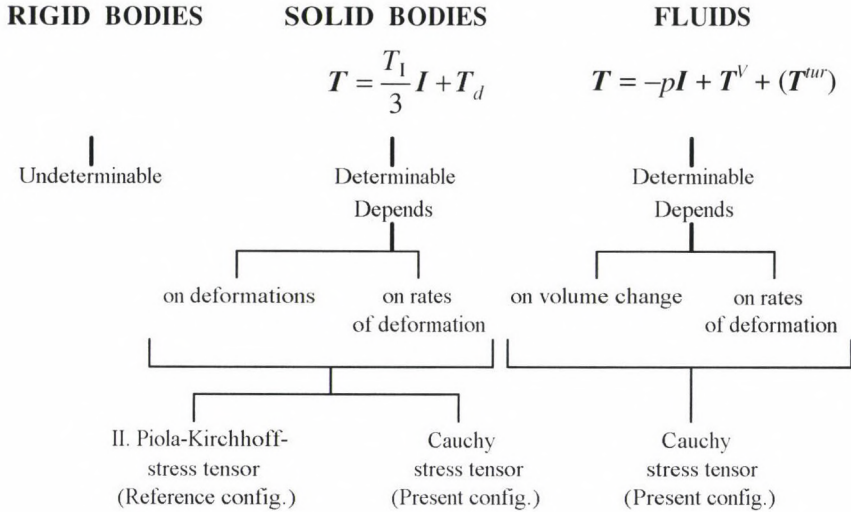 RIGID BODIES SOLID BODIES FLUIDS
T = T_I/3 I + T_d T = −pI + T^V + (T^tur)
Undeterminable Determinable Determinable
Depends Depends
on deformations on rates on volume change on rates
of deformation of deformation
II. Piola-Kirchhoff- Cauchy Cauchy
stress tensor stress tensor stress tensor
(Reference config.) (Present config.) (Present config.)